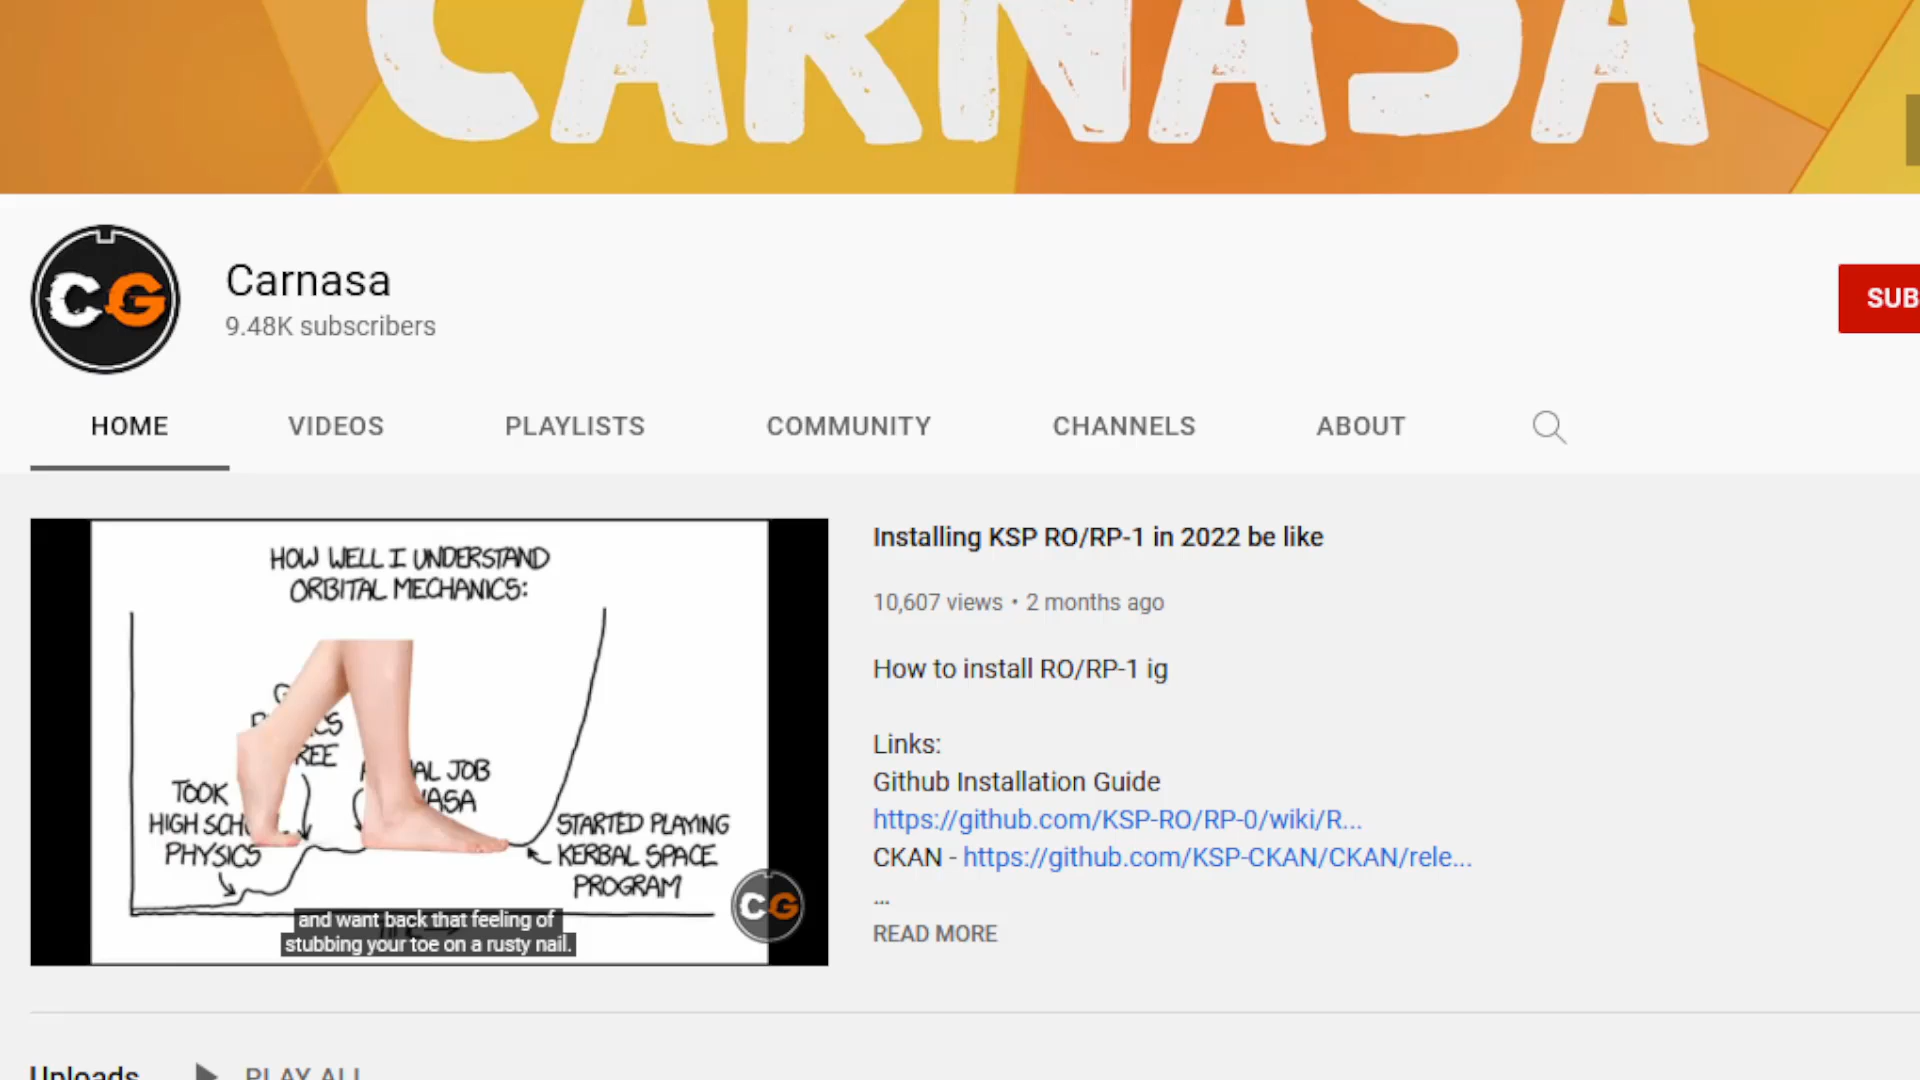 CARNASA
CG
Carnasa
9.48K subscribers
SUB
HOME VIDEOS PLAYLISTS COMMUNITY CHANNELS ABOUT
HOW WELL I UNDERSTAND
ORBITAL MECHANICS:
TOOK
HIGH SCH
PHYSICS
REE
AL JOB
ASA
STARTED PLAYING
KERBAL SPACE
PROGRAM
CG
and want back that feeling of
stubbing your toe on a rusty nail.
Installing KSP RO/RP-1 in 2022 be like
10,607 views • 2 months ago
How to install RO/RP-1 ig
Links:
Github Installation Guide
https://github.com/KSP-RO/RP-0/wiki/R...
CKAN - https://github.com/KSP-CKAN/CKAN/rele...
...
READ MORE
Uploads PLAY ALL